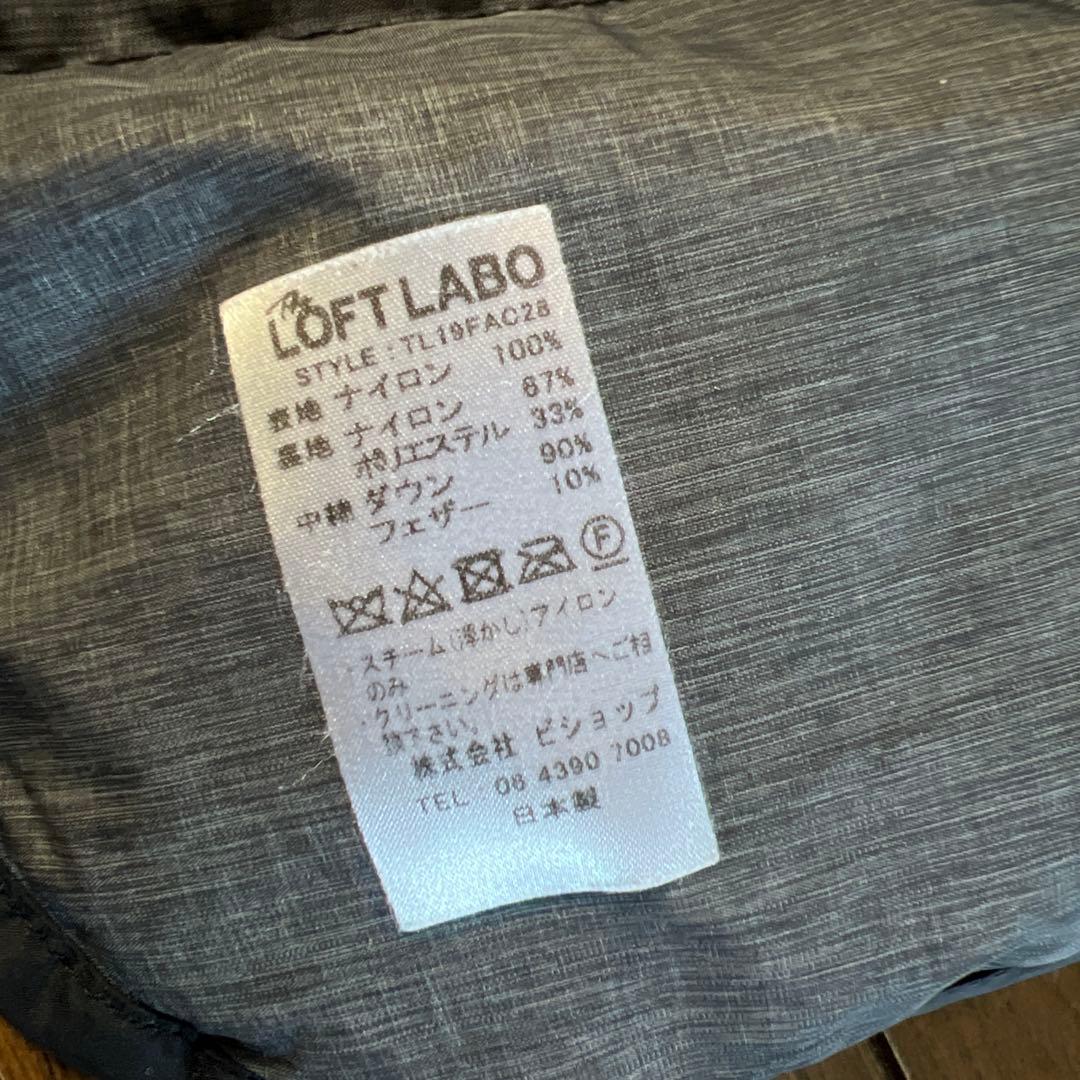 The
LOFT LABO
STYLE : TL19FAC28
表地 ナイロン 100%
裏地 ナイロン 67%
ポリエステル 33%
中綿 ダウン 90%
フェザー 10%
F
・スチーム(浮かし)アイロン
のみ
・クリーニングは専門店へご相
談下さい。
株式会社 ビショップ
TEL 06 4390 7008
日本製